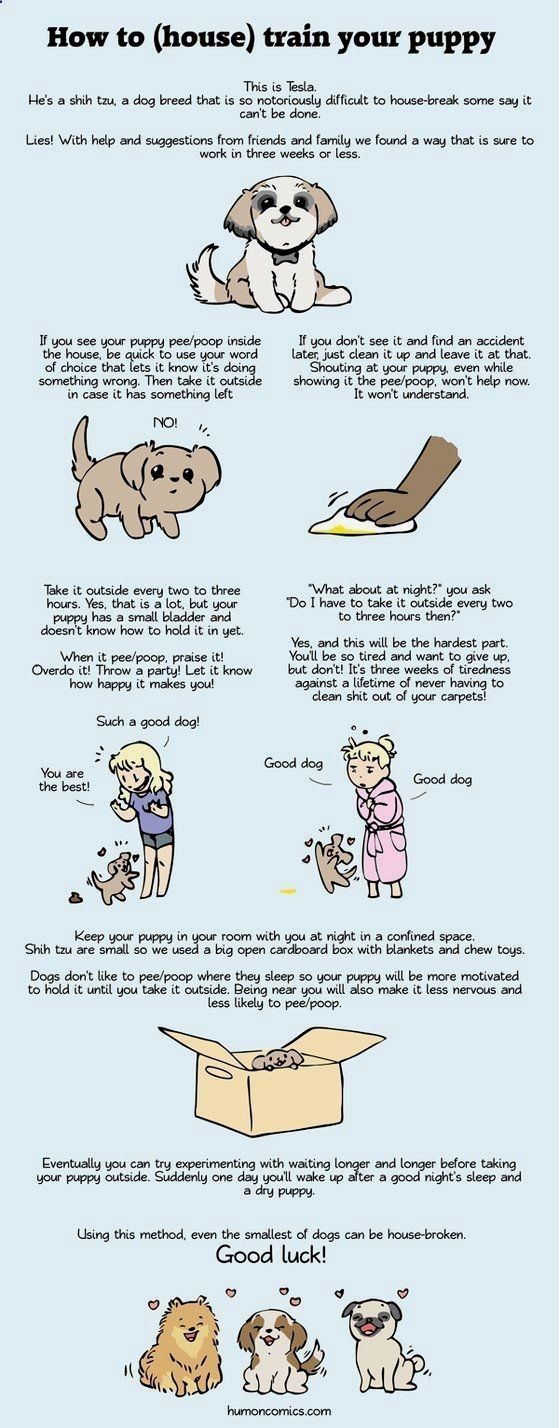 How to (house) train your puppy
This is Tesla.
He's a shih tzu, a dog breed that is so notoriously difficult to house-break some say it
can't be done.
Lies! With help and suggestions from friends and family we found a way that is sure to
work in three weeks or less.
If you see your puppy pee/poop inside
the house, be quick to use your word
of choice that lets it know it's doing
something wrong. Then take it outside
in case it has something left
If you don't see it and find an accident
later, just clean it up and leave it at that.
Shouting at your puppy, even while
showing it the pee/poop, won't help now.
It won't understand.
NO!
Take it outside every two to three
hours. Yes, that is a lot, but your
puppy has a small bladder and
doesn't know how to hold it in yet.
When it pee/poop, praise it!
Overdo it! Throw a party! Let it know
how happy it makes you!
"What about at night?" you ask
"Do I have to take it outside every two
to three hours then?"
Yes, and this will be the hardest part.
You'll be so tired and want to give up,
but don't! It's three weeks of tiredness
against a lifetime of never having to
clean shit out of your carpets!
Such a good dog!
You are
the best!
Good dog
Good dog
Keep your puppy in your room with you at night in a confined space.
Shih tzu are small so we used a big open cardboard box with blankets and chew toys.
Dogs don't like to pee/poop where they sleep so your puppy will be more motivated
to hold it until you take it outside. Being near you will also make it less nervous and
less likely to pee/poop.
Eventually you can try experimenting with waiting longer and longer before taking
your puppy outside. Suddenly one day you'll wake up after a good night's sleep and
a dry puppy.
Using this method, even the smallest of dogs can be house-broken.
Good luck!
humoncomics.com